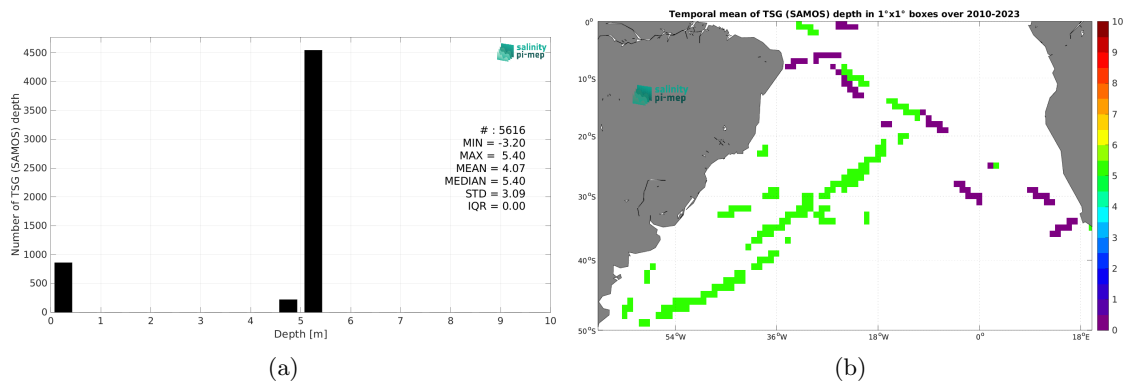 4500
4000
3500
3000
2500
2000
1500
1000
500
0
Number of TSG (SAMOS) depth
salinity
pi-mep
# : 5616
MIN = -3.20
MAX = 5.40
MEAN = 4.07
MEDIAN = 5.40
STD = 3.09
IQR = 0.00
0 1 2 3 4 5 6 7 8 9 10
Depth [m]
(a)
Temporal mean of TSG (SAMOS) depth in 1°x1° boxes over 2010-2023
0°
10°S
20°S
30°S
40°S
50°S
salinity
pi-mep
54°W 36°W 18°W 0° 18°E
10
9
8
7
6
5
4
3
2
1
0
(b)